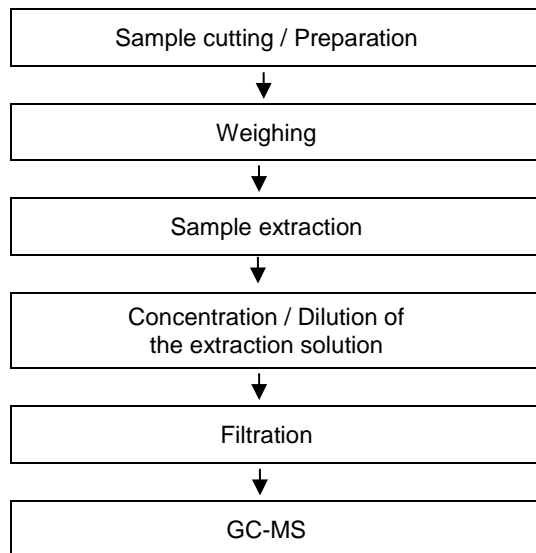 Sample cutting / Preparation
Weighing
Sample extraction
Concentration / Dilution of
the extraction solution
Filtration
GC-MS